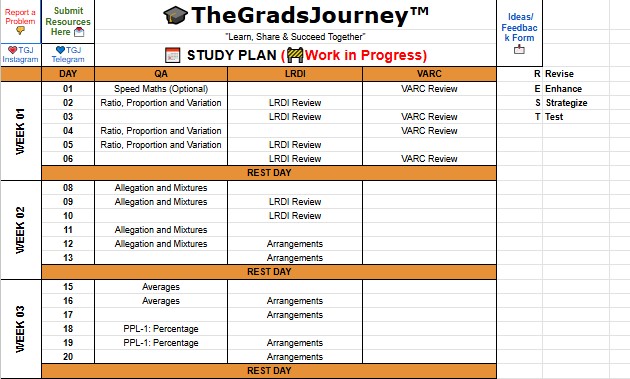 Report a
Problem
👎
Submit
Resources
Here 📩
🎓TheGradsJourney™
"Learn, Share & Succeed Together"
Ideas/
Feedbac
k Form
📩
❤️ TGJ
Instagram
💙 TGJ
Telegram
📅 STUDY PLAN (🚧Work in Progress)
DAY QA LRDI VARC
R Revise
E Enhance
S Strategize
T Test
WEEK 01
01 Speed Maths (Optional) VARC Review
02 Ratio, Proportion and Variation LRDI Review
03 LRDI Review VARC Review
04 Ratio, Proportion and Variation VARC Review
05 Ratio, Proportion and Variation LRDI Review
06 LRDI Review VARC Review
REST DAY
WEEK 02
08 Allegation and Mixtures
09 Allegation and Mixtures LRDI Review
10 LRDI Review
11 Allegation and Mixtures
12 Allegation and Mixtures Arrangements
13 Arrangements
REST DAY
WEEK 03
15 Averages
16 Averages Arrangements
17 Arrangements
18 PPL-1: Percentage
19 PPL-1: Percentage Arrangements
20 Arrangements
REST DAY